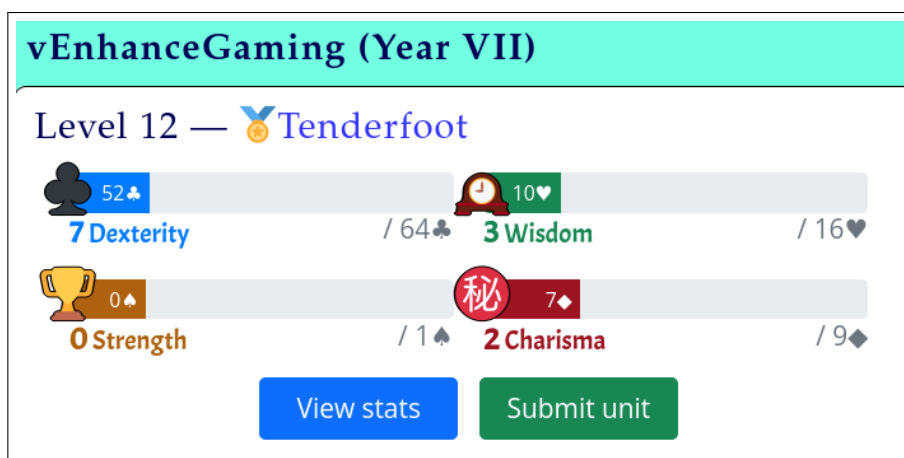 vEnhanceGaming (Year VII)
Level 12 — 🏅Tenderfoot
52♣
7 Dexterity / 64♣
10♥
3 Wisdom / 16♥
0♠
0 Strength / 1♠
秘 7◆
2 Charisma / 9◆
View stats
Submit unit